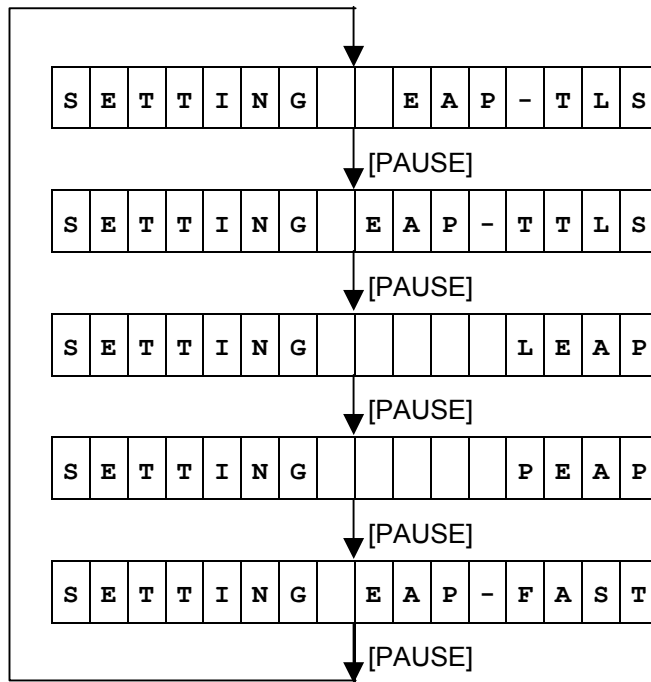 SETTING EAP-TLS
[PAUSE]
SETTING EAP-TTLS
[PAUSE]
SETTING LEAP
[PAUSE]
SETTING PEAP
[PAUSE]
SETTING EAP-FAST
[PAUSE]